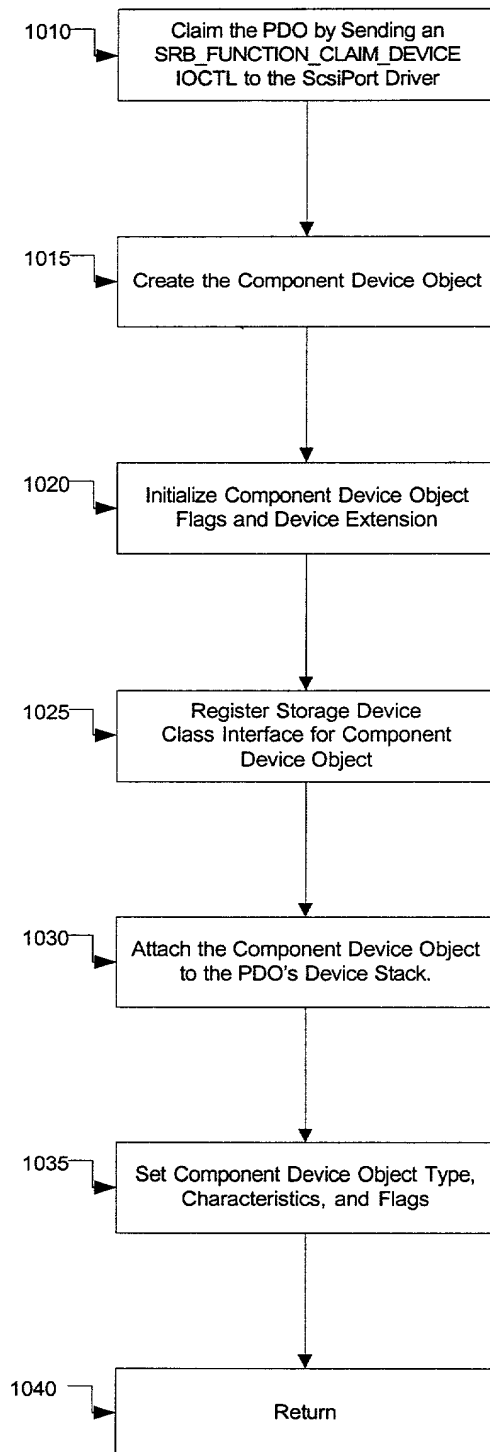 1010
Claim the PDO by Sending an
SRB_FUNCTION_CLAIM_DEVICE
IOCTL to the ScsiPort Driver
1015
Create the Component Device Object
1020
Initialize Component Device Object
Flags and Device Extension
1025
Register Storage Device
Class Interface for Component
Device Object
1030
Attach the Component Device Object
to the PDO's Device Stack.
1035
Set Component Device Object Type,
Characteristics, and Flags
1040
Return